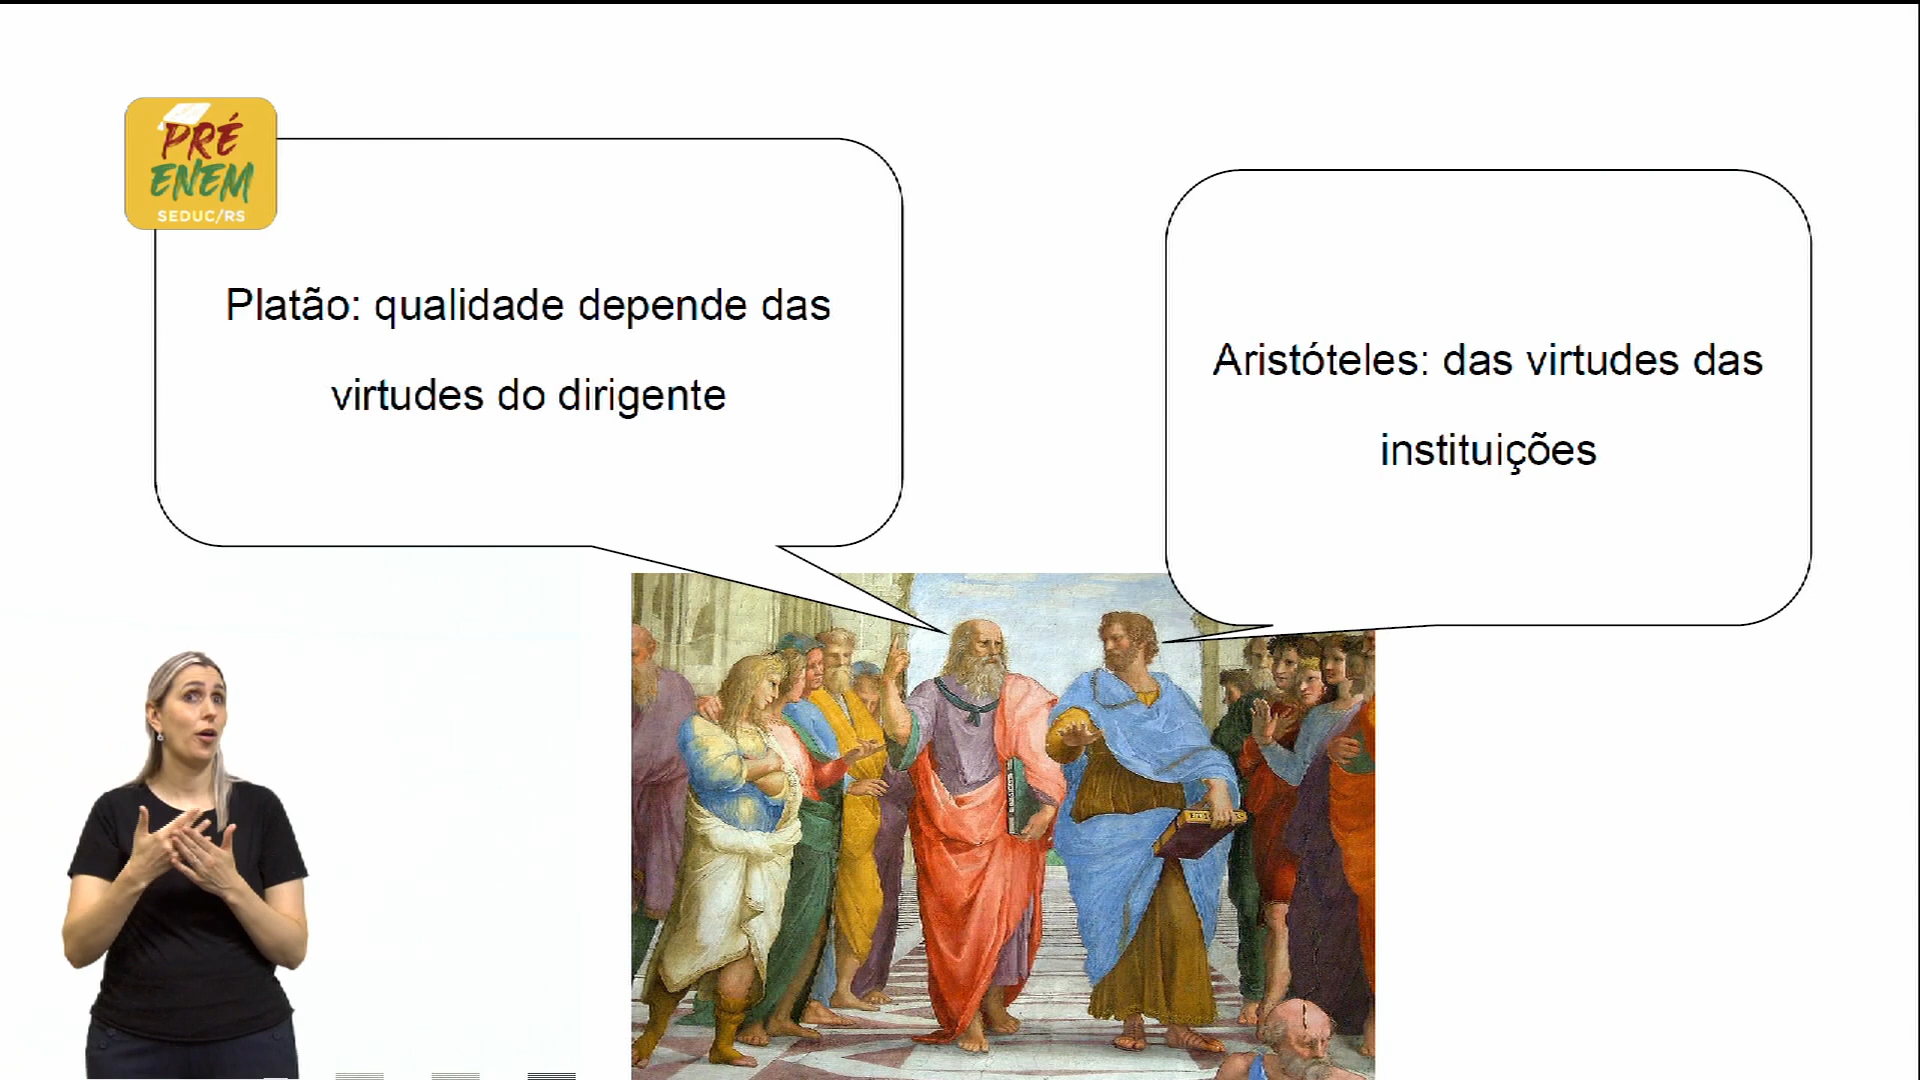 PRÉ
ENEM
SEDUC/RS
Platão: qualidade depende das
virtudes do dirigente
Aristóteles: das virtudes das
instituições